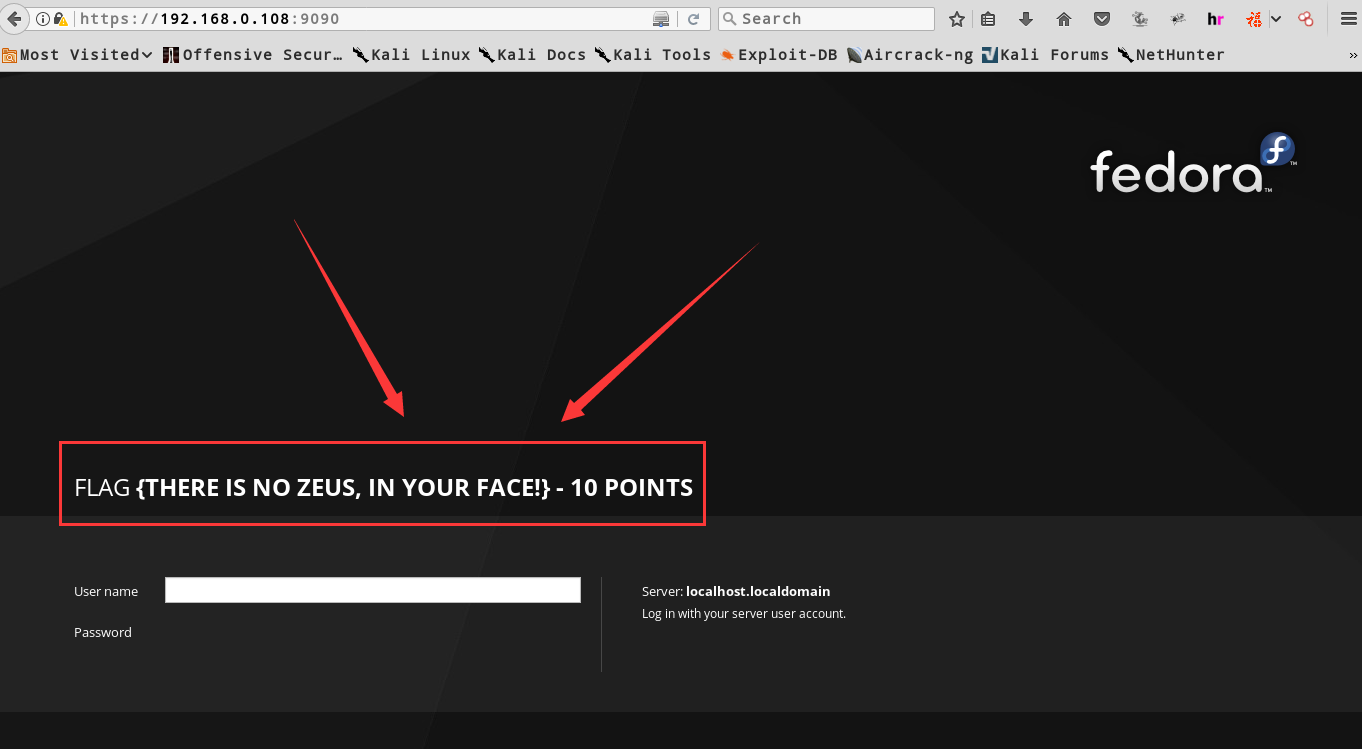 https://192.168.0.108:9090
Search
hr
Most Visited
Offensive Secur…
Kali Linux
Kali Docs
Kali Tools
Exploit-DB
Aircrack-ng
Kali Forums
NetHunter
»
fedora™
FLAG {THERE IS NO ZEUS, IN YOUR FACE!} - 10 POINTS
User name
Server: localhost.localdomain
Log in with your server user account.
Password